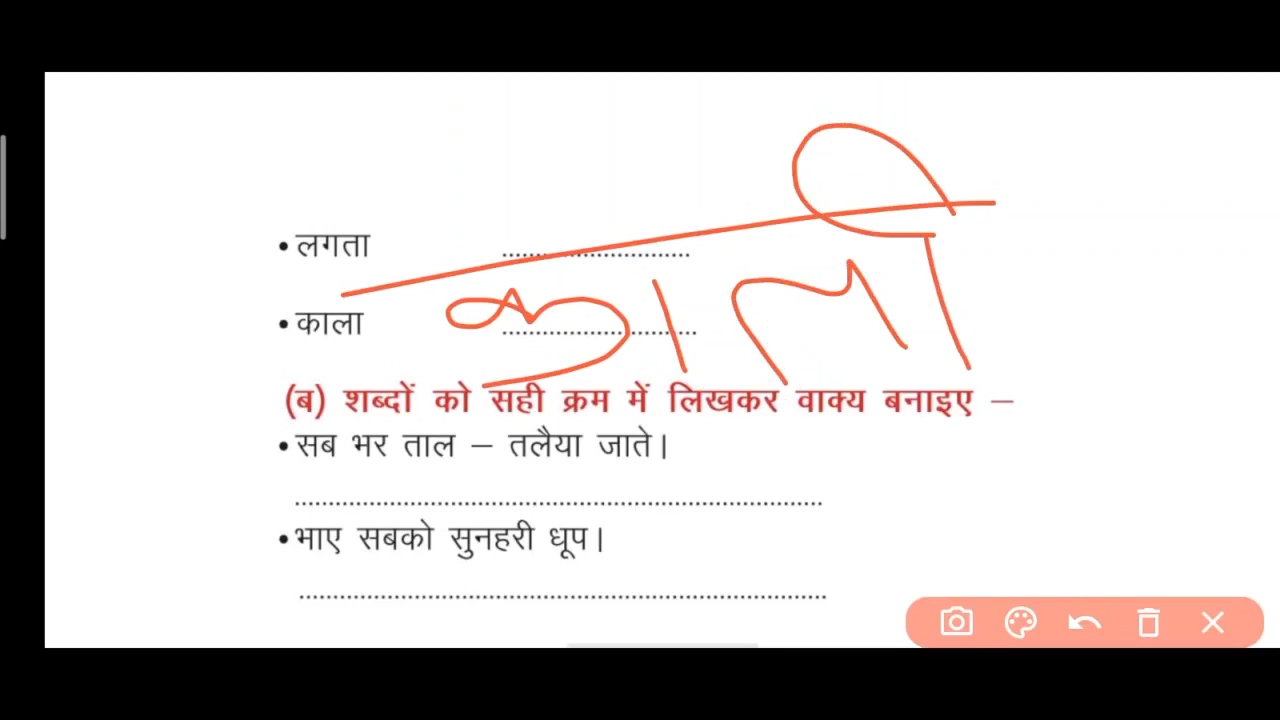 • लगता ............................
• काला ............................
काली
(ब) शब्दों को सही क्रम में लिखकर वाक्य बनाइए –
• सब भर ताल – तलैया जाते।
................................................................................
• भाए सबको सुनहरी धूप।
................................................................................